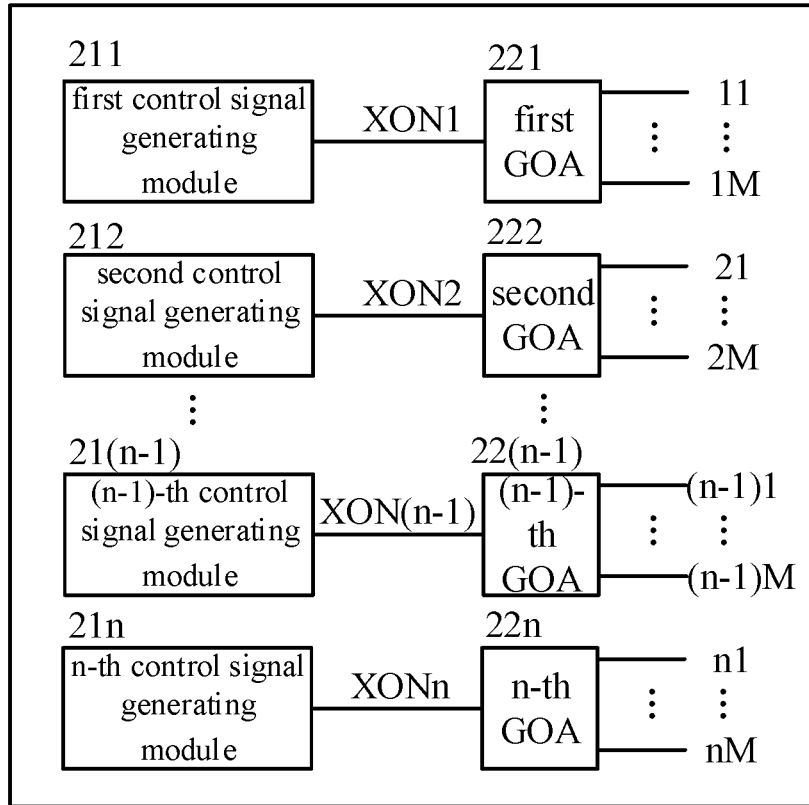 211
first control signal
generating
module
XON1
221
first
GOA
11
1M
212
second control
signal generating
module
XON2
222
second
GOA
21
2M
21(n-1)
(n-1)-th control
signal generating
module
XON(n-1)
22(n-1)
(n-1)-
th
GOA
(n-1)1
(n-1)M
21n
n-th control signal
generating
module
XONn
22n
n-th
GOA
n1
nM